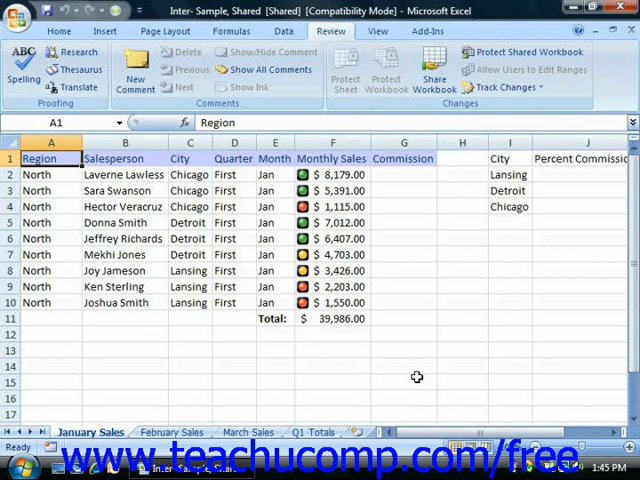 Inter- Sample, Shared [Shared] [Compatibility Mode] - Microsoft Excel
Home Insert Page Layout Formulas Data Review View Add-Ins
ABC Spelling Research Thesaurus Translate Proofing
New Comment Delete Previous Next Show/Hide Comment Show All Comments Show Ink Comments
Protect Sheet Protect Workbook Share Workbook Protect Shared Workbook Allow Users to Edit Ranges Track Changes Changes
A1 fx Region
A B C D E F G H I J
1 Region Salesperson City Quarter Month Monthly Sales Commission City Percent Commissio
2 North Laverne Lawless Chicago First Jan $ 8,179.00 Lansing
3 North Sara Swanson Chicago First Jan $ 5,391.00 Detroit
4 North Hector Veracruz Chicago First Jan $ 1,115.00 Chicago
5 North Donna Smith Detroit First Jan $ 7,012.00
6 North Jeffrey Richards Detroit First Jan $ 6,407.00
7 North Mekhi Jones Detroit First Jan $ 4,703.00
8 North Joy Jameson Lansing First Jan $ 3,426.00
9 North Ken Sterling Lansing First Jan $ 2,203.00
10 North Joshua Smith Lansing First Jan $ 1,550.00
11 Total: $ 39,986.00
12
13
14
15
16
17
January Sales February Sales March Sales Q1 Totals
Ready
www.teachucomp.com/free
Inter- Sample, Sha
1:45 PM